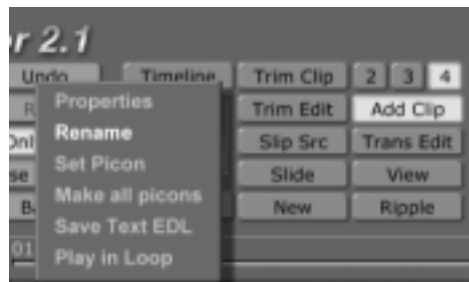 r 2.1
Undo Timeline Trim Clip 2 3 4
Properties Trim Edit Add Clip
Rename Slip Src Trans Edit
Set Picon Slide View
Make all picons New Ripple
Save Text EDL
01
Play in Loop